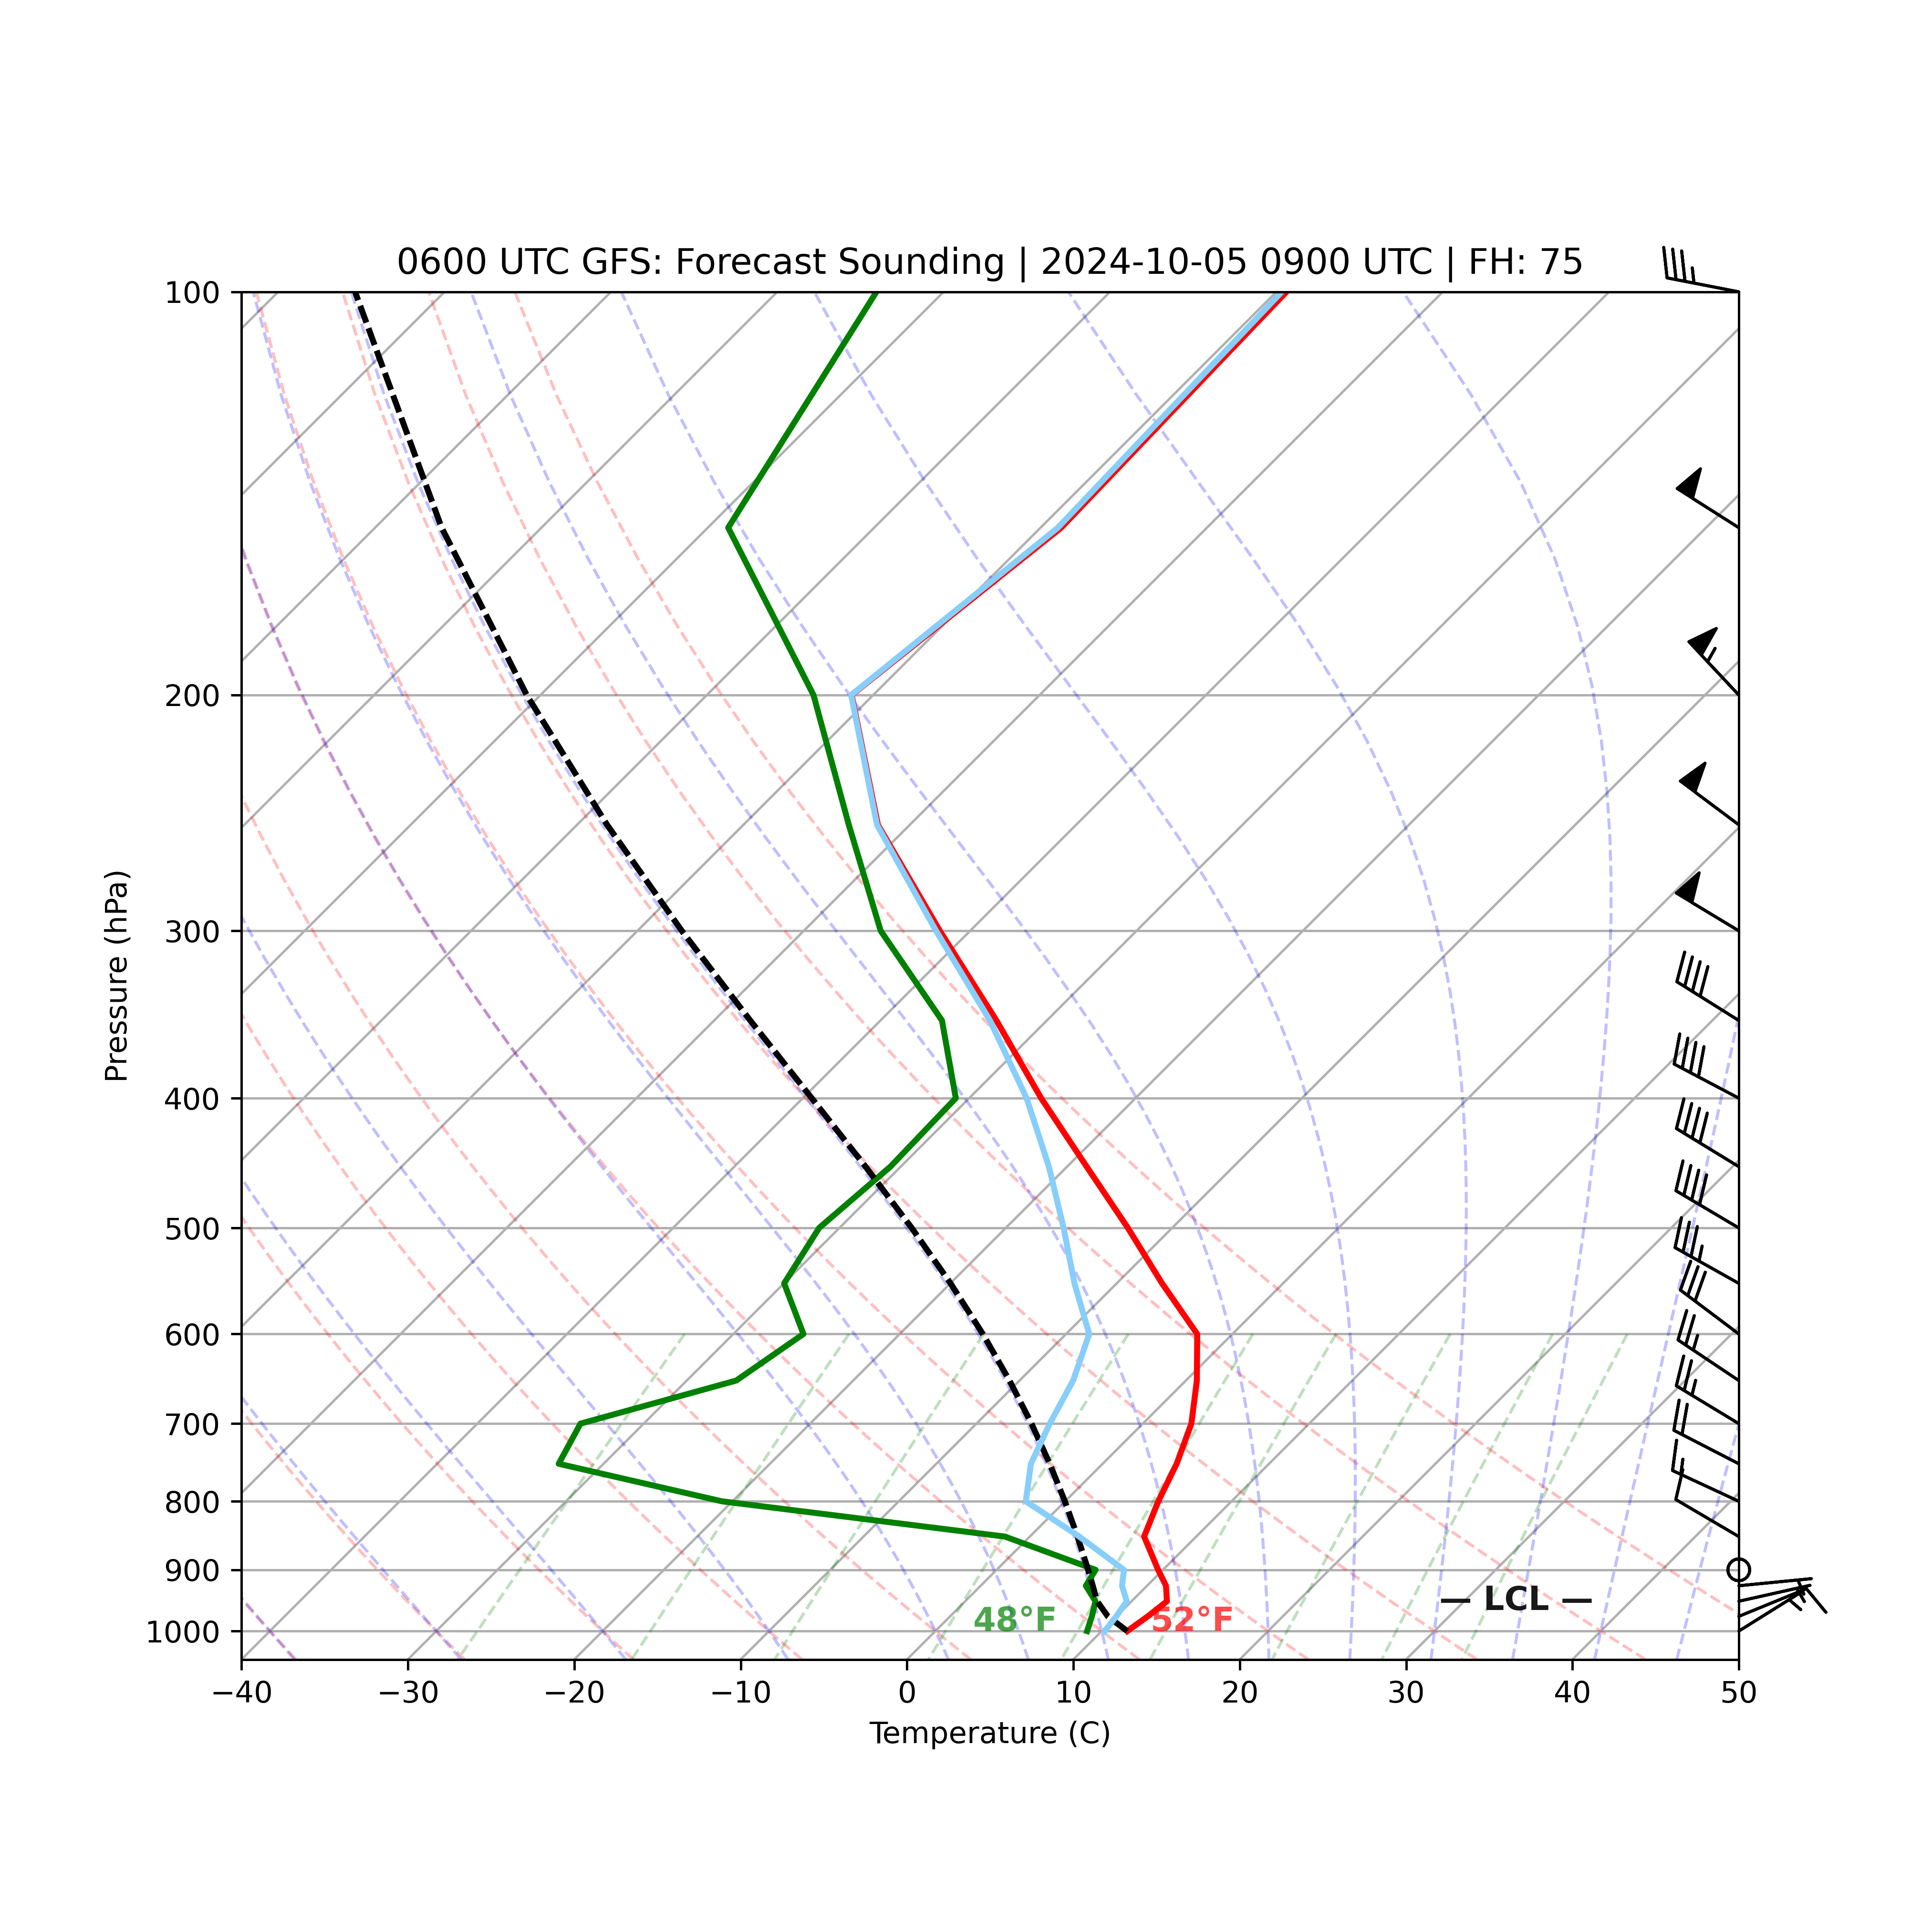 0600 UTC GFS: Forecast Sounding | 2024-10-05 0900 UTC | FH: 75
100
200
300
400
500
600
700
800
900
1000
Pressure (hPa)
— LCL —
48°F
52°F
−40 −30 −20 −10 0 10 20 30 40 50
Temperature (C)